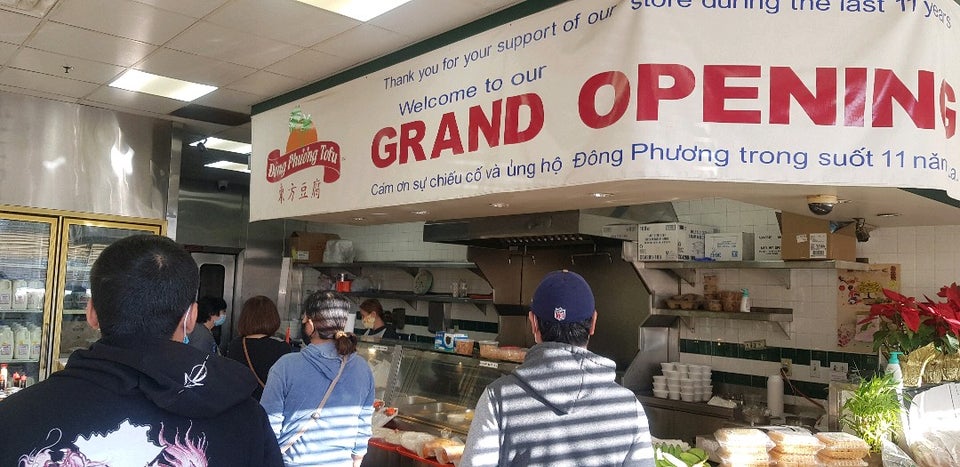 Thank you for your support of our store during the last 11 years
Welcome to our
GRAND OPENING
Cám ơn sự chiếu cố và ủng hộ Đông Phương trong suốt 11 năm
Đông Phương Tofu
東方豆腐
NFL